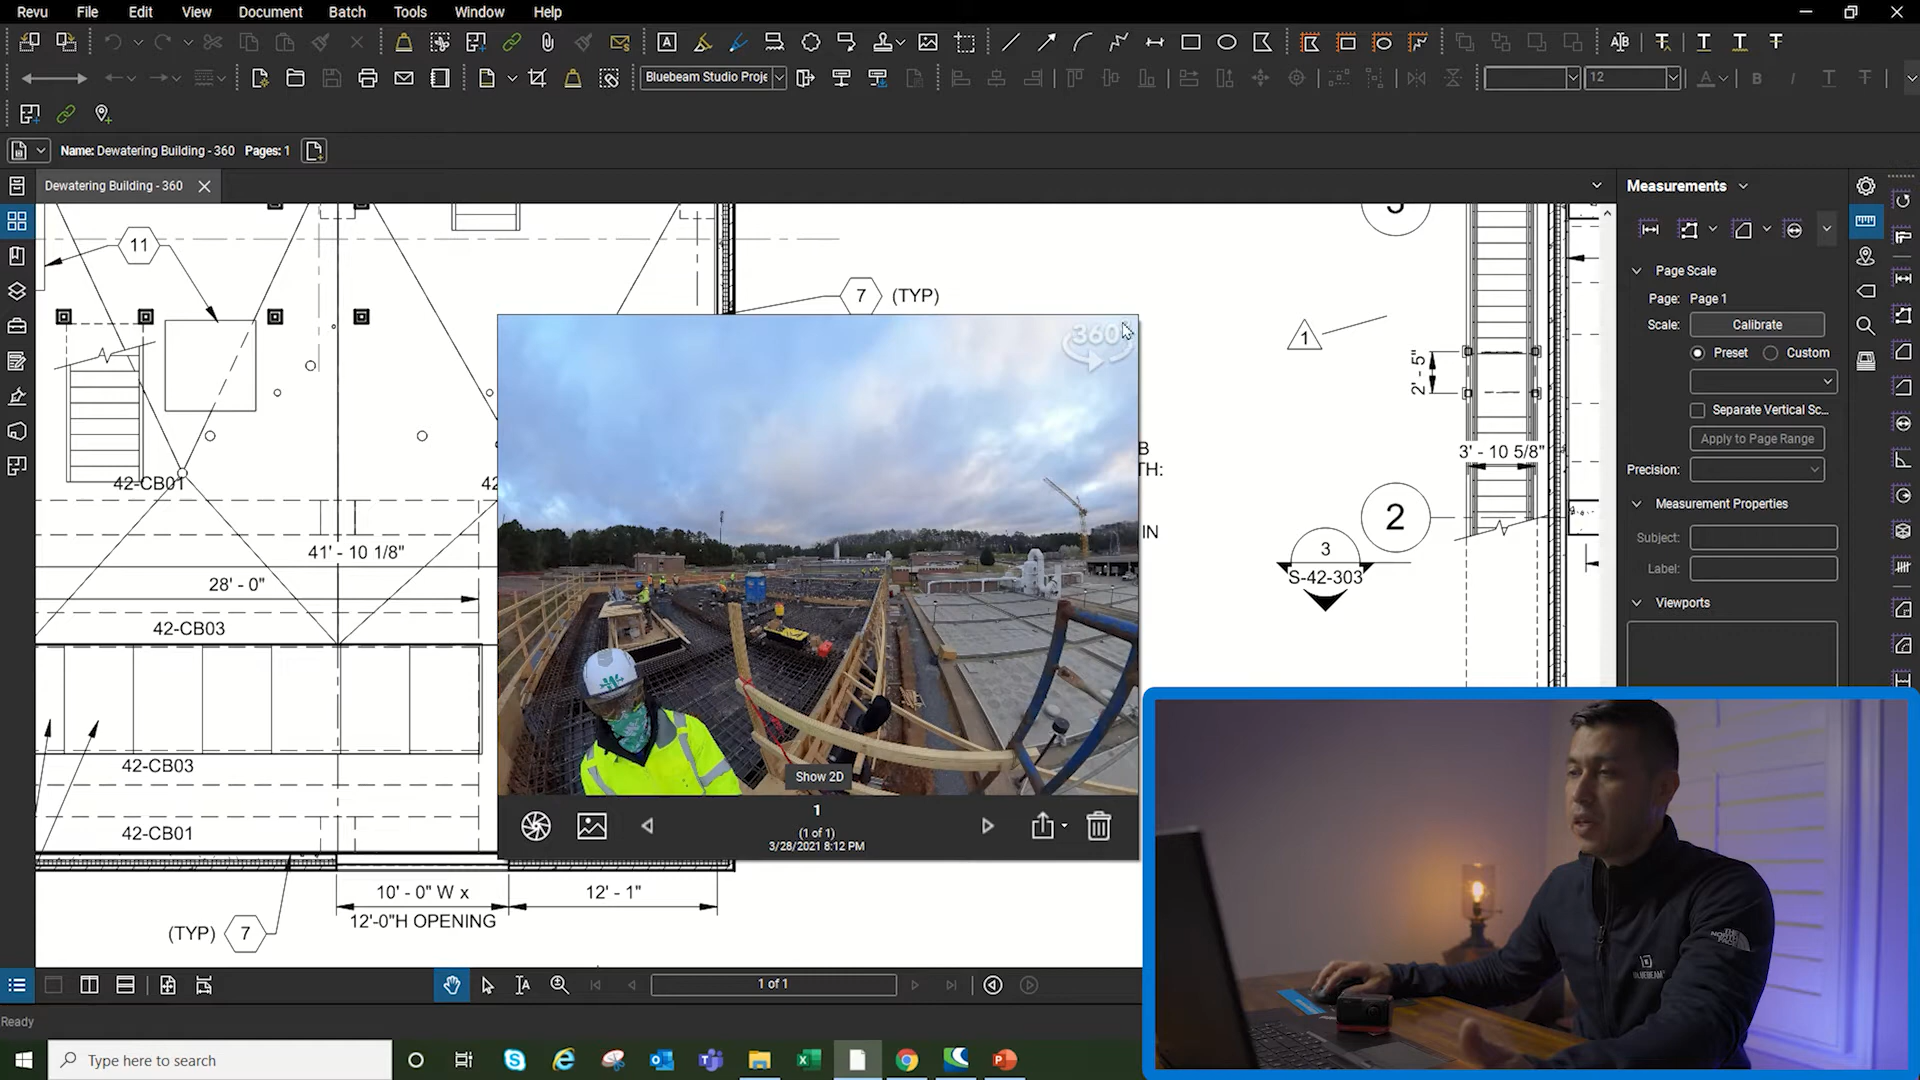 Revu File Edit View Document Batch Tools Window Help
Bluebeam Studio Proje 12
Name: Dewatering Building - 360 Pages: 1
Dewatering Building - 360
Measurements
Page Scale
Page: Page 1
Scale: Calibrate
Preset Custom
Separate Vertical Sc...
Apply to Page Range
Precision:
Measurement Properties
Subject:
Label:
Viewports
11
7 (TYP)
360°
1
2' - 5"
3' - 10 5/8"
42-CB01
42
B
TH:
IN
2
3
S-42-303
41' - 10 1/8"
28' - 0"
42-CB03
42-CB03
42-CB01
Show 2D
1
(1 of 1)
3/28/2021 8:12 PM
10' - 0" W x
12'-0"H OPENING
12' - 1"
(TYP) 7
1 of 1
Ready
Type here to search
THE NORTH FACE
BLUEBEAM